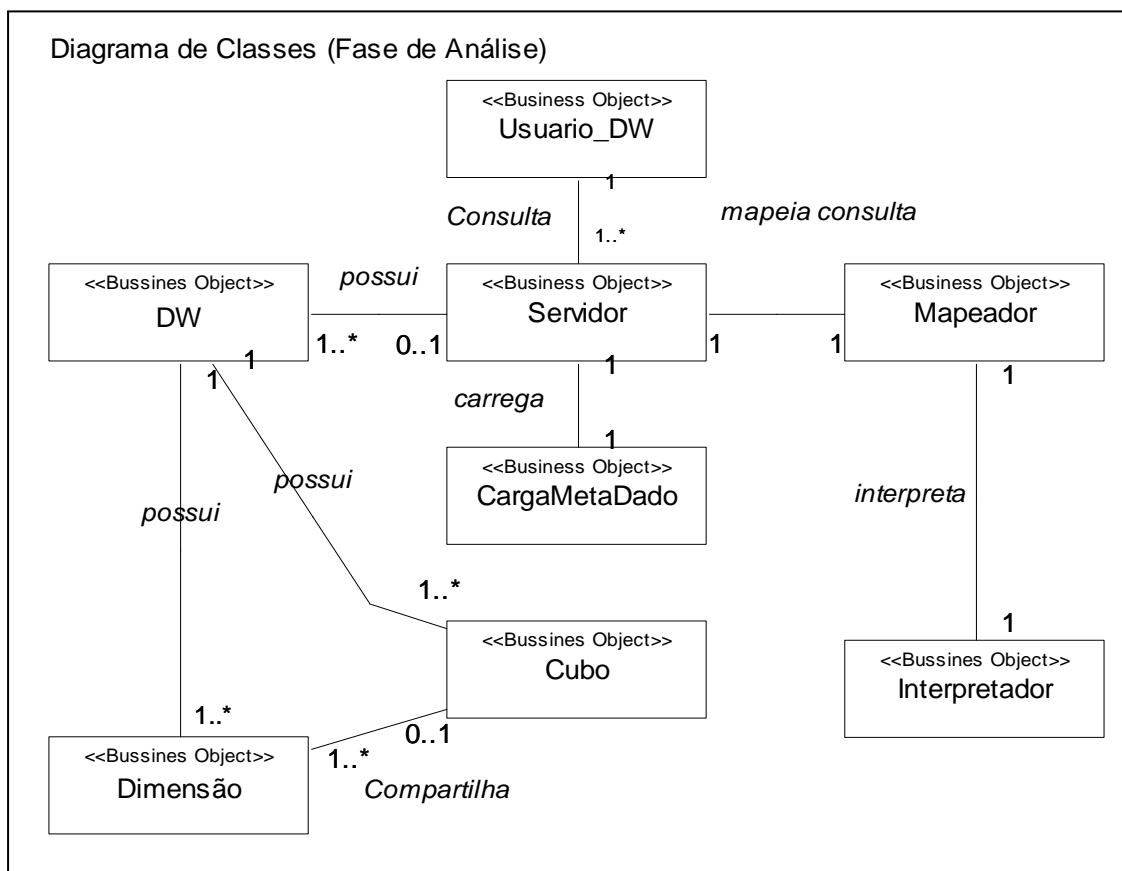 Diagrama de Classes (Fase de Análise)
<<Business Object>>
Usuario_DW
1
Consulta
mapeia consulta
1..*
<<Bussines Object>>
DW
possui
<<Business Object>>
Servidor
<<Bussines Object>>
Mapeador
1..*
0..1
1
1
1
1
1
1
carrega
1
<<Business Object>>
CargaMetaDado
possui
possui
interpreta
1..*
<<Bussines Object>>
Cubo
1
<<Bussines Object>>
Interpretador
1..*
0..1
1..*
<<Bussines Object>>
Dimensão
Compartilha